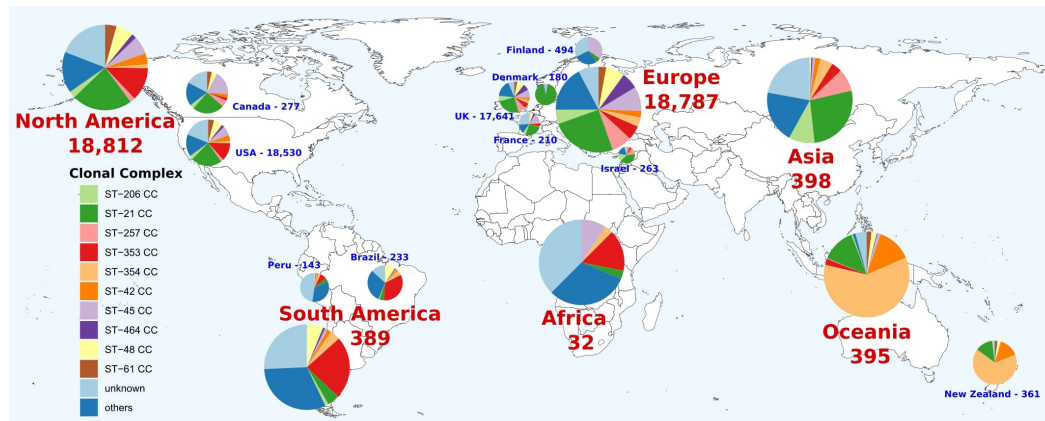 Finland - 494
Denmark - 180
Europe
18,787
Canada - 277
UK - 17,641
North America
18,812
USA - 18,530
France - 210
Israel - 263
Asia
398
Clonal Complex
ST−206 CC
ST−21 CC
ST−257 CC
ST−353 CC
ST−354 CC
ST−42 CC
ST−45 CC
ST−464 CC
ST−48 CC
ST−61 CC
unknown
others
Peru - 143
Brazil - 233
South America
389
Africa
32
Oceania
395
New Zealand - 361